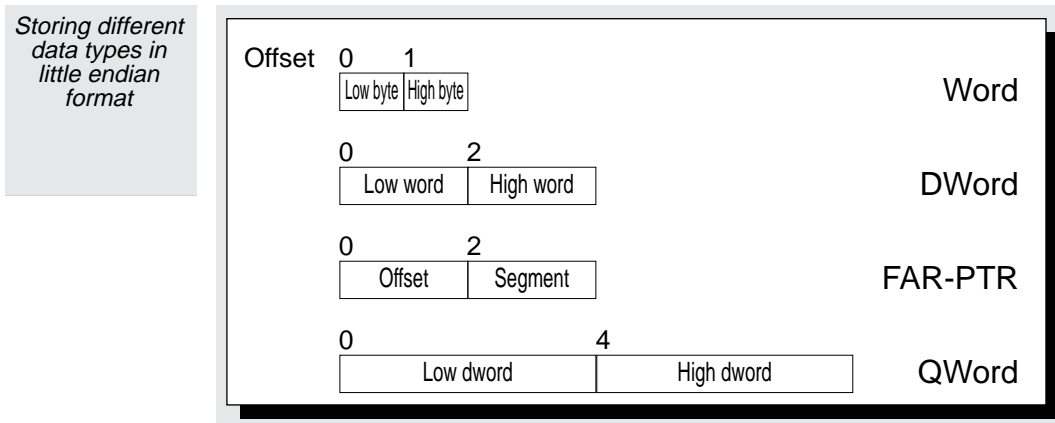 Storing different
data types in
little endian
format
Offset 0 1
Low byte High byte
Word
0 2
Low word High word
DWord
0 2
Offset Segment
FAR-PTR
0 4
Low dword High dword
QWord